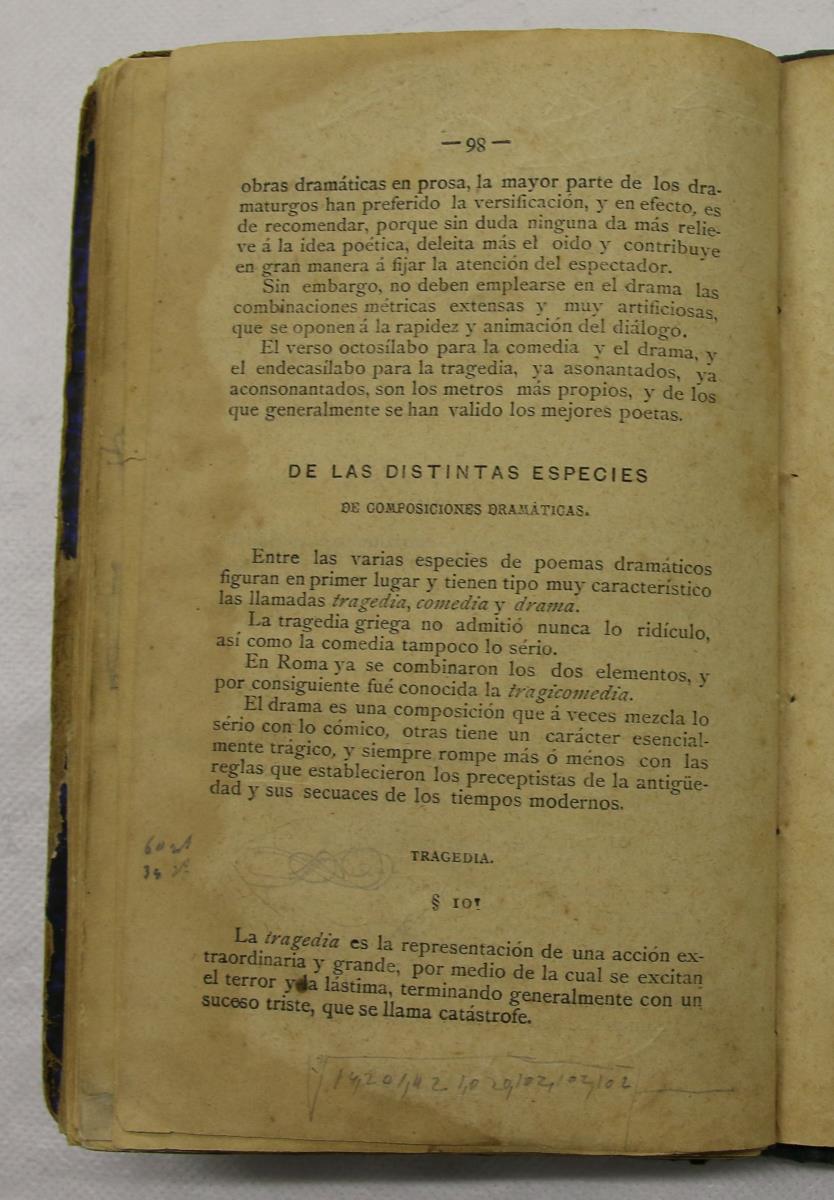 — 98 —
obras dramáticas en prosa, la mayor parte de los dra-
maturgos han preferido la versificación, y en efecto, es
de recomendar, porque sin duda ninguna da más relie-
ve á la idea poética, deleita más el oido y contribuye
en gran manera á fijar la atención del espectador.
Sin embargo, no deben emplearse en el drama las
combinaciones métricas extensas y muy artificiosas,
que se oponen á la rapidez y animación del diálogo.
El verso octosílabo para la comedia y el drama, y
el endecasílabo para la tragedia, ya asonantados, ya
aconsonantados, son los metros más propios, y de los
que generalmente se han valido los mejores poetas.
DE LAS DISTINTAS ESPECIES
DE COMPOSICIONES DRAMÁTICAS.
Entre las varias especies de poemas dramáticos
figuran en primer lugar y tienen tipo muy característico
las llamadas tragedia, comedia y drama.
La tragedia griega no admitió nunca lo ridículo,
así como la comedia tampoco lo sério.
En Roma ya se combinaron los dos elementos, y
por consiguiente fué conocida la tragicomedia.
El drama es una composición que á veces mezcla lo
sério con lo cómico, otras tiene un carácter esencial-
mente trágico, y siempre rompe más ó ménos con las
reglas que establecieron los preceptistas de la antigüe-
dad y sus secuaces de los tiempos modernos.
TRAGEDIA.
§ 101
La tragedia es la representación de una acción ex-
traordinaria y grande, por medio de la cual se excitan
el terror y la lástima, terminando generalmente con un
suceso triste, que se llama catástrofe.